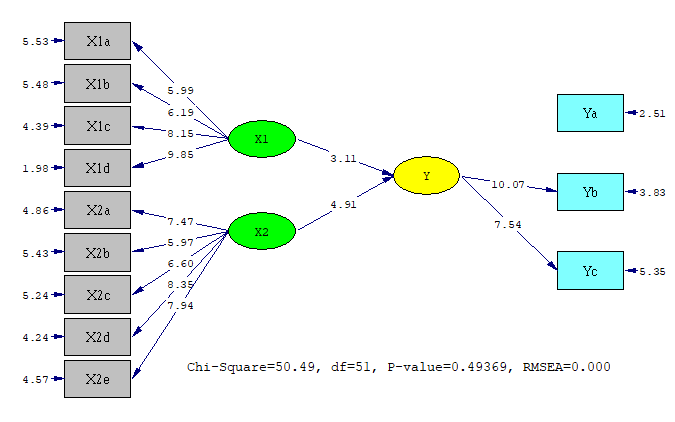 5.53 X1a
5.48 X1b
4.39 X1c
1.98 X1d
4.86 X2a
5.43 X2b
5.24 X2c
4.24 X2d
4.57 X2e
5.99
6.19
8.15
9.85
7.47
5.97
6.60
8.35
7.94
X1
X2
3.11
4.91
Y
10.07
7.54
Ya 2.51
Yb 3.83
Yc 5.35
Chi-Square=50.49, df=51, P-value=0.49369, RMSEA=0.000